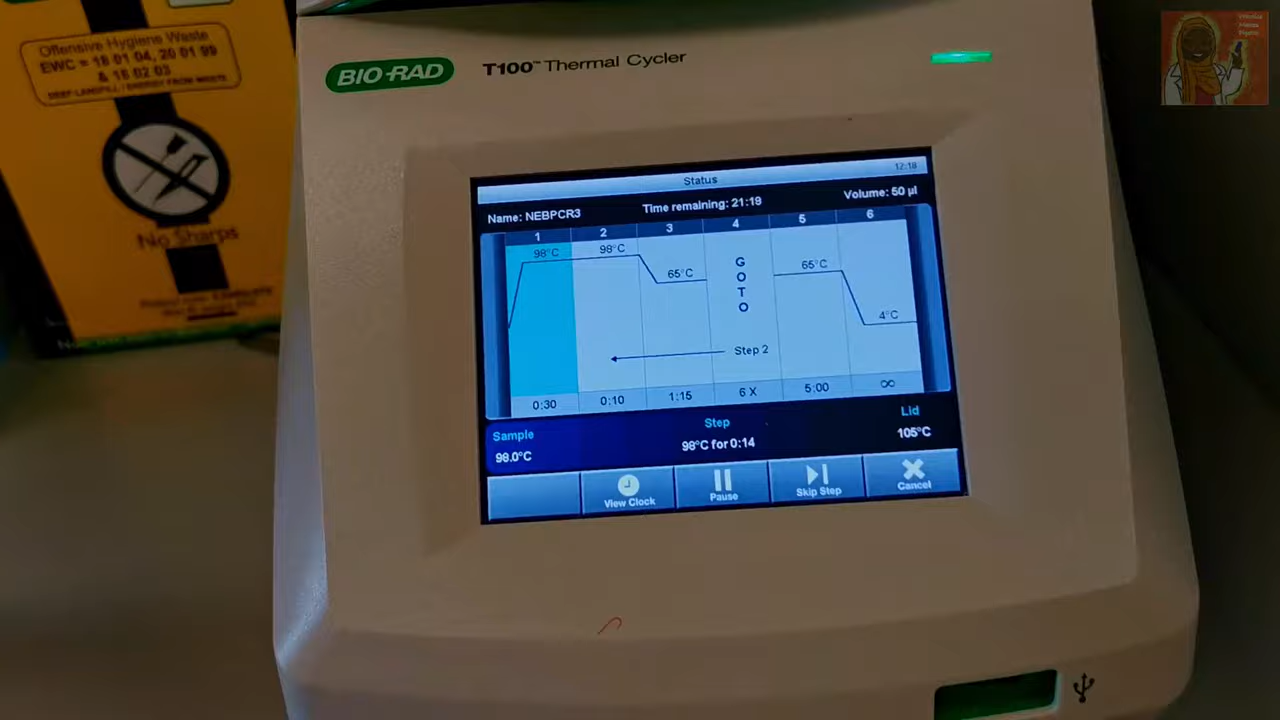 Offensive Hygiene Waste
EWC = 18 01 04, 20 01 99
& 18 02 03
No Sharps
BIO-RAD
T100™ Thermal Cycler
Status
12:18
Name: NEBPCR3
Time remaining: 21:19
Volume: 50 µl
1 2 3 4 5 6
98°C 98°C 65°C GOTO 65°C 4°C
Step 2
0:30 0:10 1:15 6 X 5:00 ∞
Sample
Step
Lid
98.0°C
98°C for 0:14
105°C
View Clock
Pause
Skip Step
Cancel